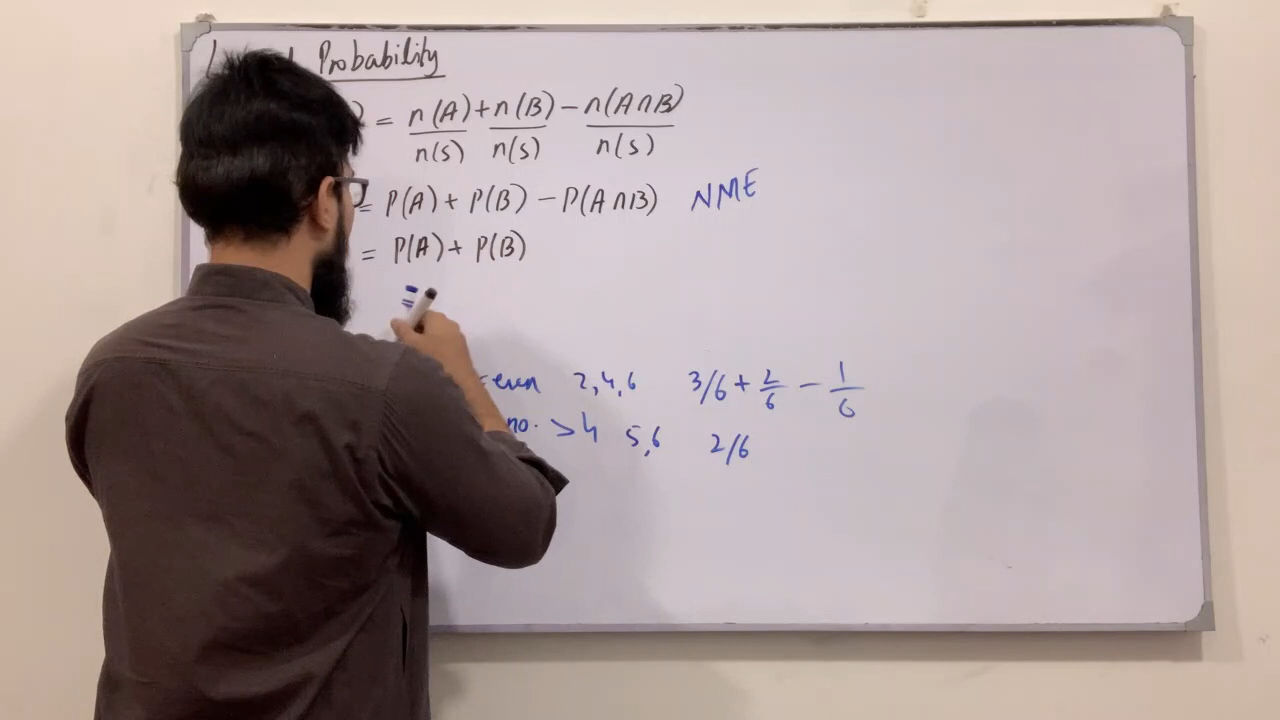 Probability
) = n(A)/n(s) + n(B)/n(s) − n(A∩B)/n(s)
= P(A) + P(B) − P(A∩B) NME
= P(A) + P(B)
= even 2,4,6 3/6 + 2/6 − 1/6
no. >4 5,6 2/6